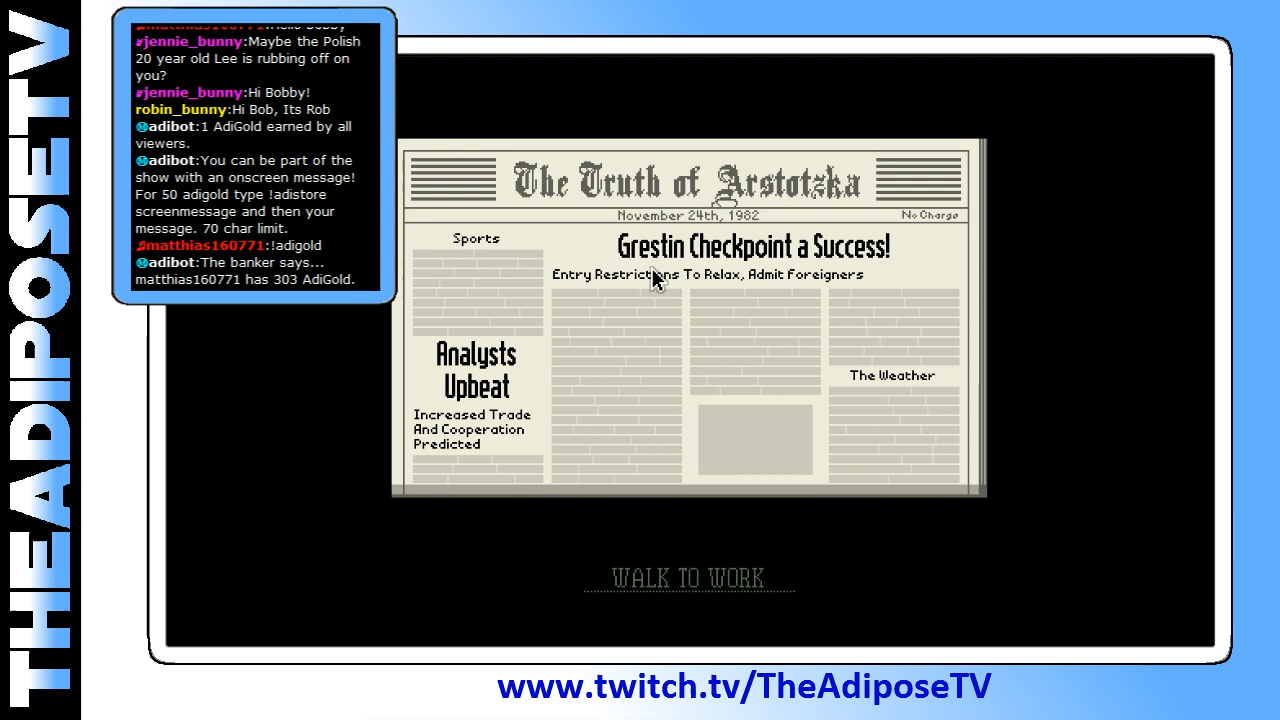 THEADIPOSETV
jennie_bunny:Maybe the Polish
20 year old Lee is rubbing off on
you?
jennie_bunny:Hi Bobby!
robin_bunny:Hi Bob, Its Rob
adibot:1 AdiGold earned by all
viewers.
adibot:You can be part of the
show with an onscreen message!
For 50 adigold type !adistore
screenmessage and then your
message. 70 char limit.
matthias160771:!adigold
adibot:The banker says...
matthias160771 has 303 AdiGold.
The Truth of Arstotzka
November 24th, 1982
No Charge
Sports
Analysts
Upbeat
Increased Trade
And Cooperation
Predicted
Grestin Checkpoint a Success!
Entry Restrictions To Relax, Admit Foreigners
The Weather
WALK TO WORK
www.twitch.tv/TheAdiposeTV